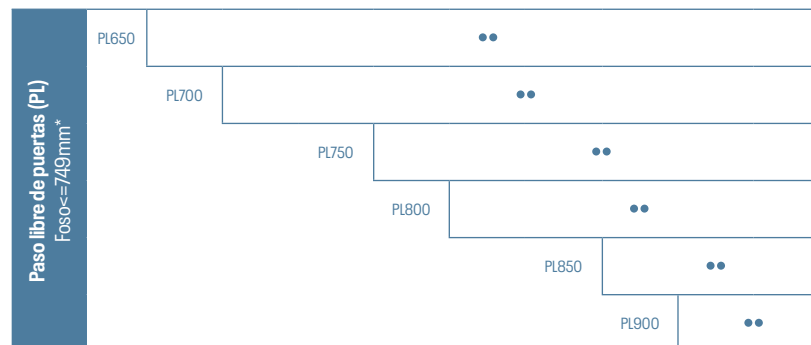 Paso libre de puertas (PL)
Foso<=749mm*
PL650 ●●
PL700 ●●
PL750 ●●
PL800 ●●
PL850 ●●
PL900 ●●